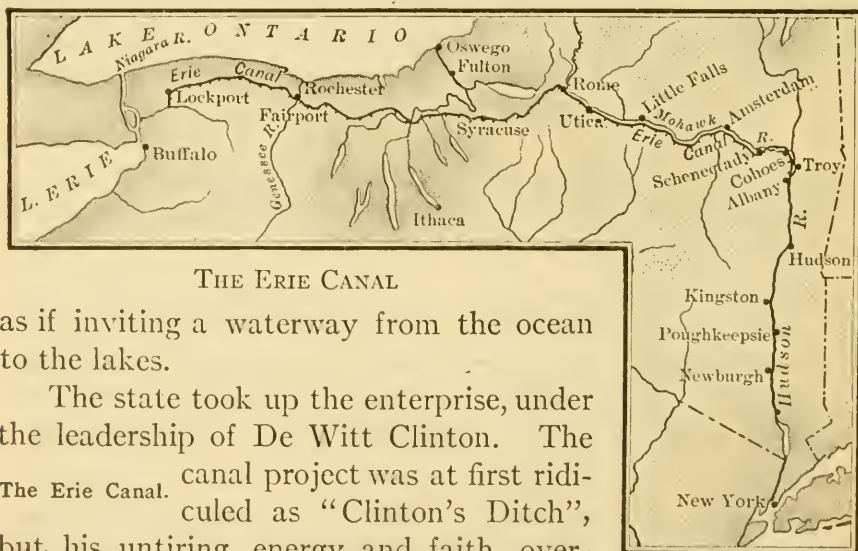 LAKE ONTARIO
Niagara R.
Erie Canal
Lockport
Rochester
Fairport
Genessee R.
Oswego
Fulton
Syracuse
Rome
Utica
Little Falls
Mohawk R.
Erie Canal
Amsterdam
Schenectady
Cohoes
Troy
Albany
L. ERIE
Buffalo
Ithaca
Hudson R.
Hudson
Kingston
Poughkeepsie
Newburgh
New York
THE ERIE CANAL
as if inviting a waterway from the ocean
to the lakes.
The state took up the enterprise, under
the leadership of De Witt Clinton. The
The Erie Canal. canal project was at first ridi-
culed as “Clinton’s Ditch”,
but his untiring energy and faith over-